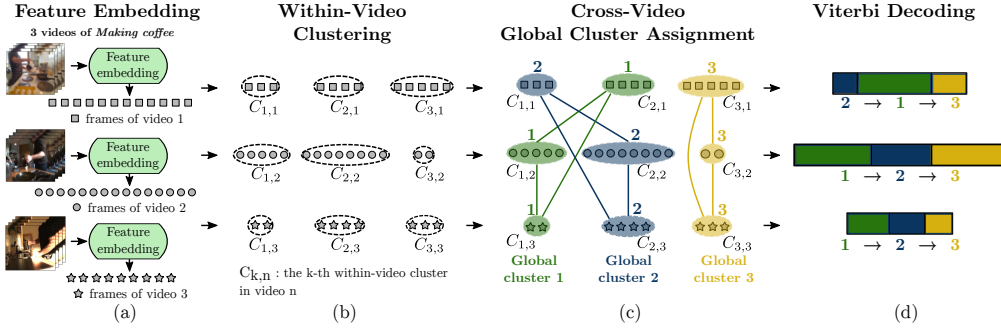 Feature Embedding
3 videos of Making coffee
Feature
embedding
frames of video 1
Feature
embedding
frames of video 2
Feature
embedding
frames of video 3
(a)
Within-Video
Clustering
C1,1 C2,1 C3,1
C1,2 C2,2 C3,2
C1,3 C2,3 C3,3
Ck,n : the k-th within-video cluster
in video n
(b)
Cross-Video
Global Cluster Assignment
2 1 3
C1,1 C2,1 C3,1
1 2 3
C1,2 C2,2 C3,2
1 2 3
C1,3 C2,3 C3,3
Global
cluster 1
Global
cluster 2
Global
cluster 3
(c)
Viterbi Decoding
2 → 1 → 3
1 → 2 → 3
1 → 2 → 3
(d)